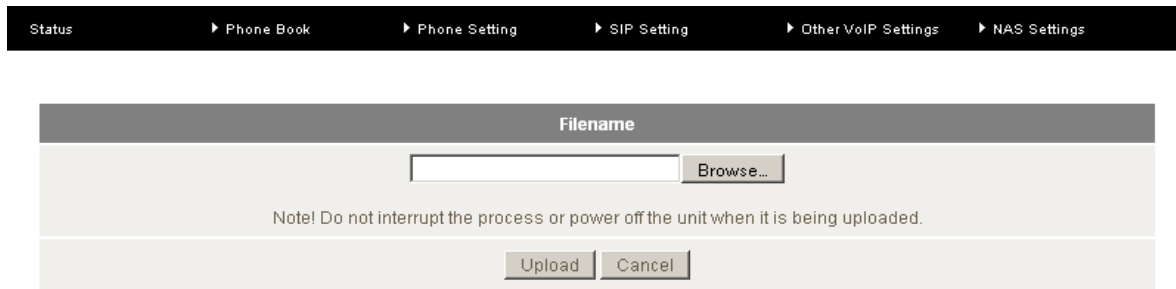 Status Phone Book Phone Setting SIP Setting Other VoIP Settings NAS Settings
Filename
Browse...
Note! Do not interrupt the process or power off the unit when it is being uploaded.
Upload Cancel